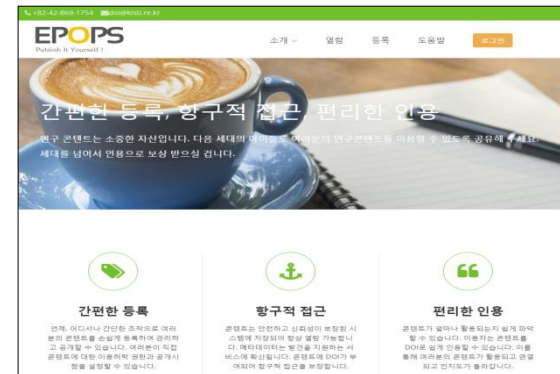 +82-42-869-1754 doi@kisti.re.kr
EPOPS
Publish It Yourself !
소개 열람 등록 도움말 로그인
간편한 등록, 항구적 접근, 편리한 인용
연구 콘텐트는 소중한 자산입니다. 다음 세대의 아이들도 여러분의 연구콘텐트를 이용할 수 있도록 공유해 주세요.
세대를 넘어서 인용으로 보상 받으실 겁니다.
간편한 등록
언제, 어디서나 간단한 조작으로 여러
분의 콘텐트를 손쉽게 등록하여 관리하
고 공개할 수 있습니다. 여러분이 직접
콘텐트에 대한 이용허락 권한과 공개시
점을 설정할 수 있습니다.
항구적 접근
콘텐트는 안전하고 신뢰성이 보장된 시
스템에 저장되어 항상 열람 가능합니
다. 메타데이터는 발견을 지원하는 서
비스에 확산됩니다. 콘텐트에 DOI가 부
여되어 항구적 접근을 보장합니다.
편리한 인용
콘텐트가 얼마나 활용되는지 쉽게 파악
할 수 있습니다. 이용자는 콘텐트를
DOI로 쉽게 인용할 수 있습니다. 이를
통해 여러분의 콘텐트가 활용되고 연결
되고 인지도가 올라갑니다.